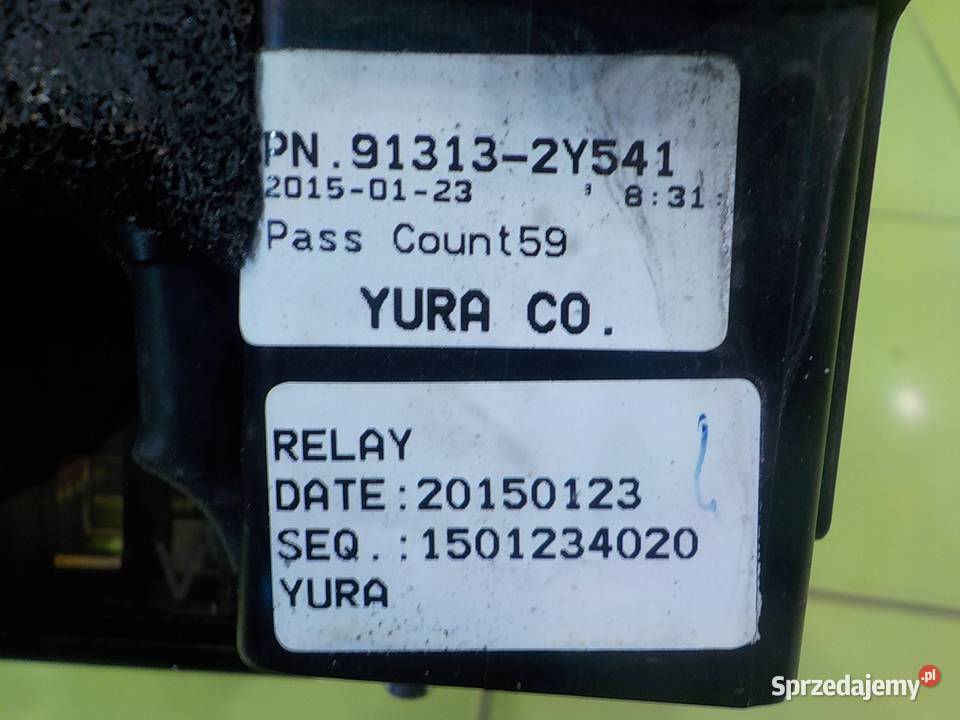 PN.91313-2Y541
2015-01-23 8:31:
Pass Count59
YURA CO.
RELAY
DATE:20150123
SEQ.:1501234020
YURA
Sprzedajemy.pl